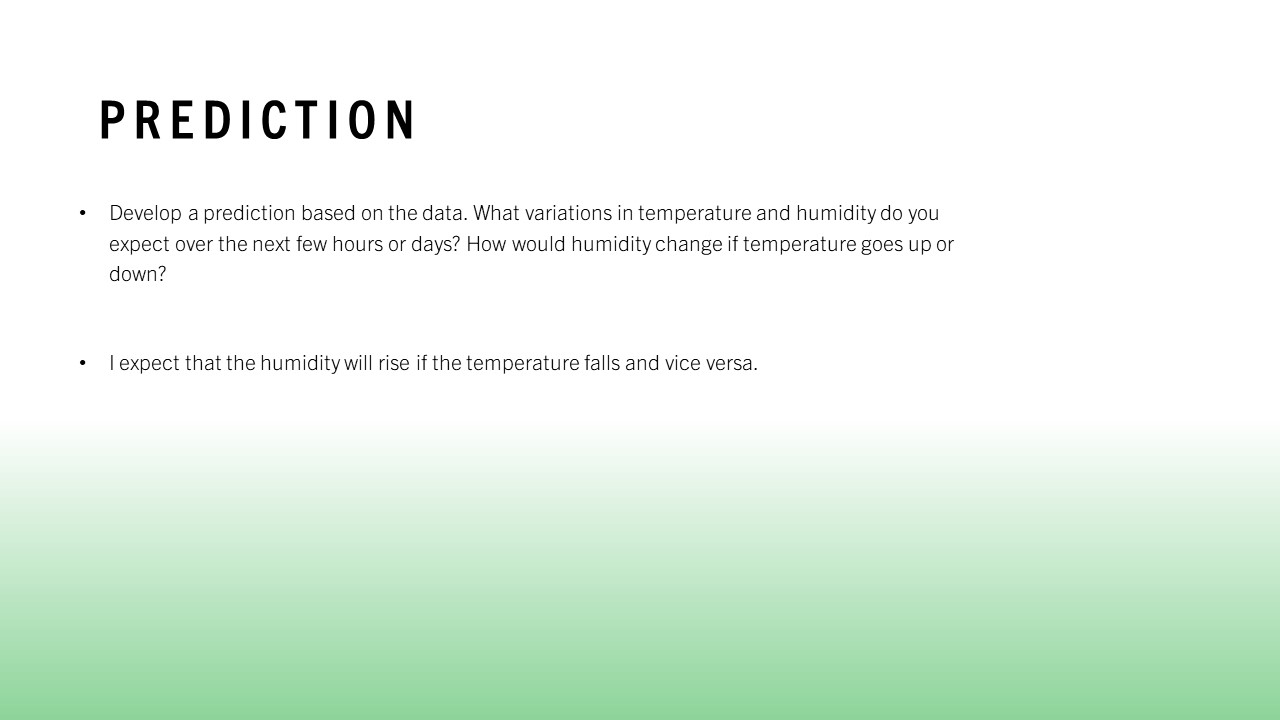 PREDICTION
• Develop a prediction based on the data. What variations in temperature and humidity do you
expect over the next few hours or days? How would humidity change if temperature goes up or
down?
• I expect that the humidity will rise if the temperature falls and vice versa.